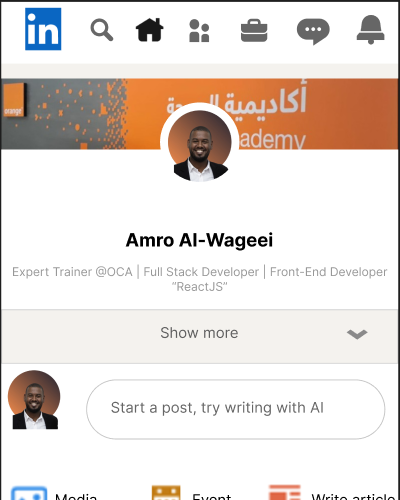 in
orange
أكاديمية البرمجة
ademy
Amro Al-Wageei
Expert Trainer @OCA | Full Stack Developer | Front-End Developer
"ReactJS"
Show more
Start a post, try writing with AI
Media Event Write article